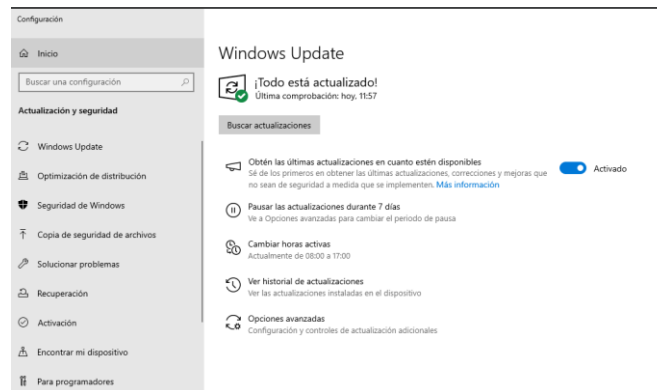 Configuración
Inicio
Buscar una configuración
Actualización y seguridad
Windows Update
Optimización de distribución
Seguridad de Windows
Copia de seguridad de archivos
Solucionar problemas
Recuperación
Activación
Encontrar mi dispositivo
Para programadores
Windows Update
¡Todo está actualizado!
Última comprobación: hoy, 11:57
Buscar actualizaciones
Obtén las últimas actualizaciones en cuanto estén disponibles
Sé de los primeros en obtener las últimas actualizaciones, correcciones y mejoras que
no sean de seguridad a medida que se implementen. Más información
Activado
Pausar las actualizaciones durante 7 días
Ve a Opciones avanzadas para cambiar el periodo de pausa
Cambiar horas activas
Actualmente de 08:00 a 17:00
Ver historial de actualizaciones
Ver las actualizaciones instaladas en el dispositivo
Opciones avanzadas
Configuración y controles de actualización adicionales